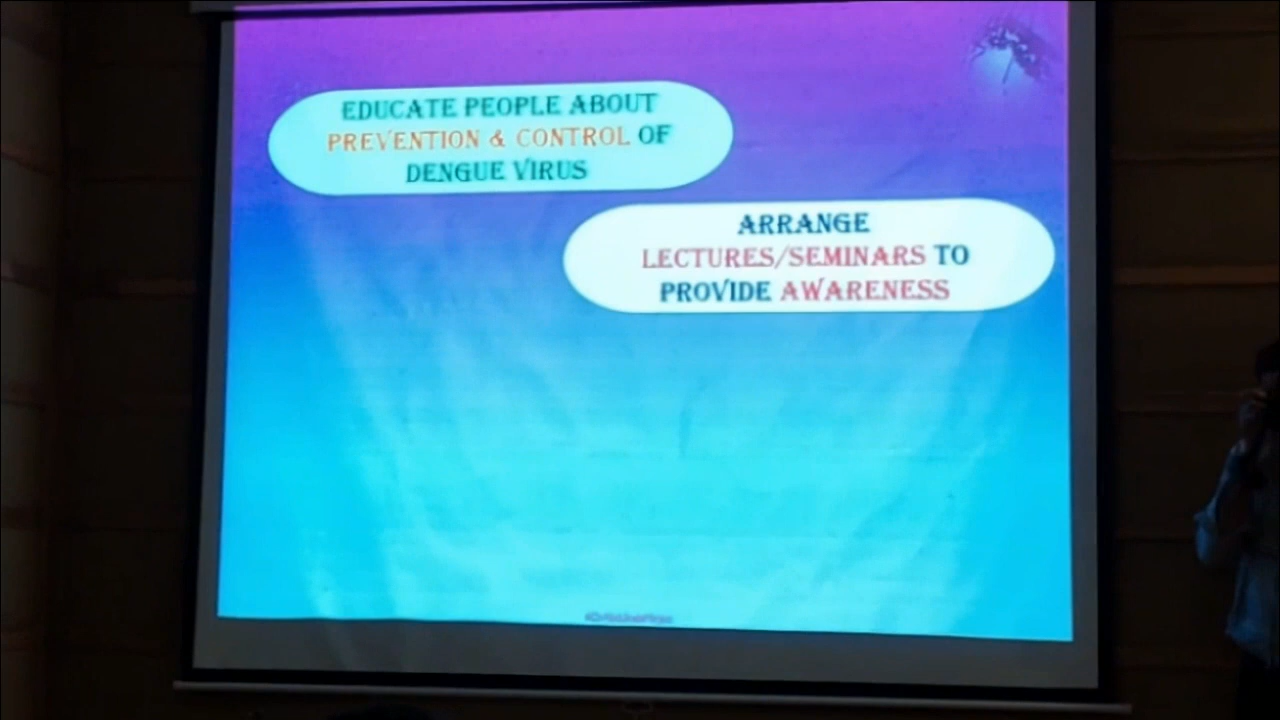 EDUCATE PEOPLE ABOUT
PREVENTION & CONTROL OF
DENGUE VIRUS
ARRANGE
LECTURES/SEMINARS TO
PROVIDE AWARENESS